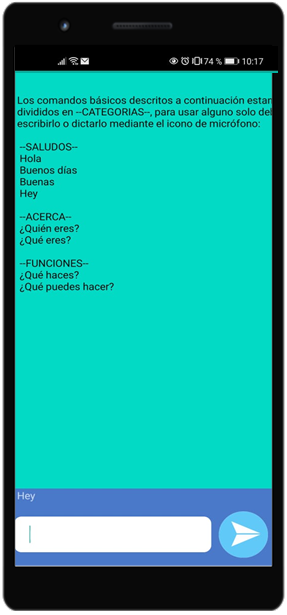 74 % 10:17
Los comandos básicos descritos a continuación estar
divididos en --CATEGORIAS--, para usar alguno solo del
escribirlo o dictarlo mediante el icono de micrófono:
--SALUDOS--
Hola
Buenos días
Buenas
Hey
--ACERCA--
¿Quién eres?
¿Qué eres?
--FUNCIONES--
¿Qué haces?
¿Qué puedes hacer?
Hey